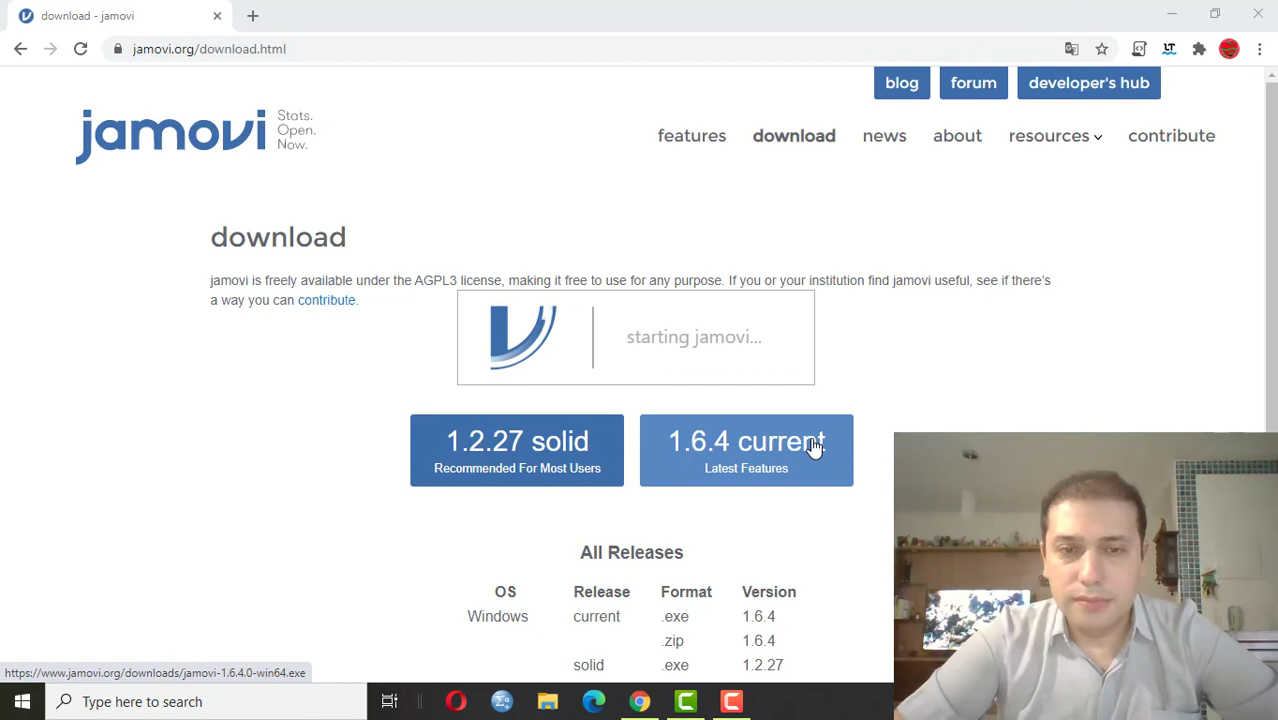 download - jamovi
jamovi.org/download.html
blog
forum
developer's hub
jamovi
Stats.
Open.
Now.
features
download
news
about
resources
contribute
download
jamovi is freely available under the AGPL3 license, making it free to use for any purpose. If you or your institution find jamovi useful, see if there's
a way you can contribute.
starting jamovi...
1.2.27 solid
Recommended For Most Users
1.6.4 current
Latest Features
All Releases
OS Release Format Version
Windows current .exe 1.6.4
.zip 1.6.4
solid .exe 1.2.27
https://www.jamovi.org/downloads/jamovi-1.6.4.0-win64.exe
Type here to search